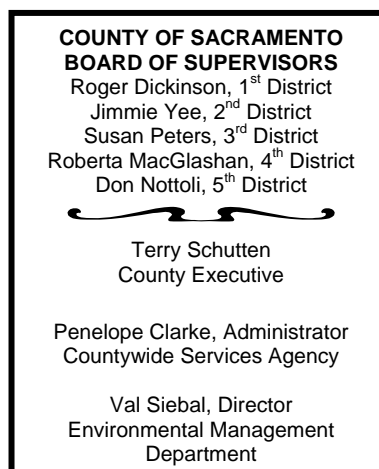 COUNTY OF SACRAMENTO
BOARD OF SUPERVISORS
Roger Dickinson, 1st District
Jimmie Yee, 2nd District
Susan Peters, 3rd District
Roberta MacGlashan, 4th District
Don Nottoli, 5th District
Terry Schutten
County Executive
Penelope Clarke, Administrator
Countywide Services Agency
Val Siebal, Director
Environmental Management
Department